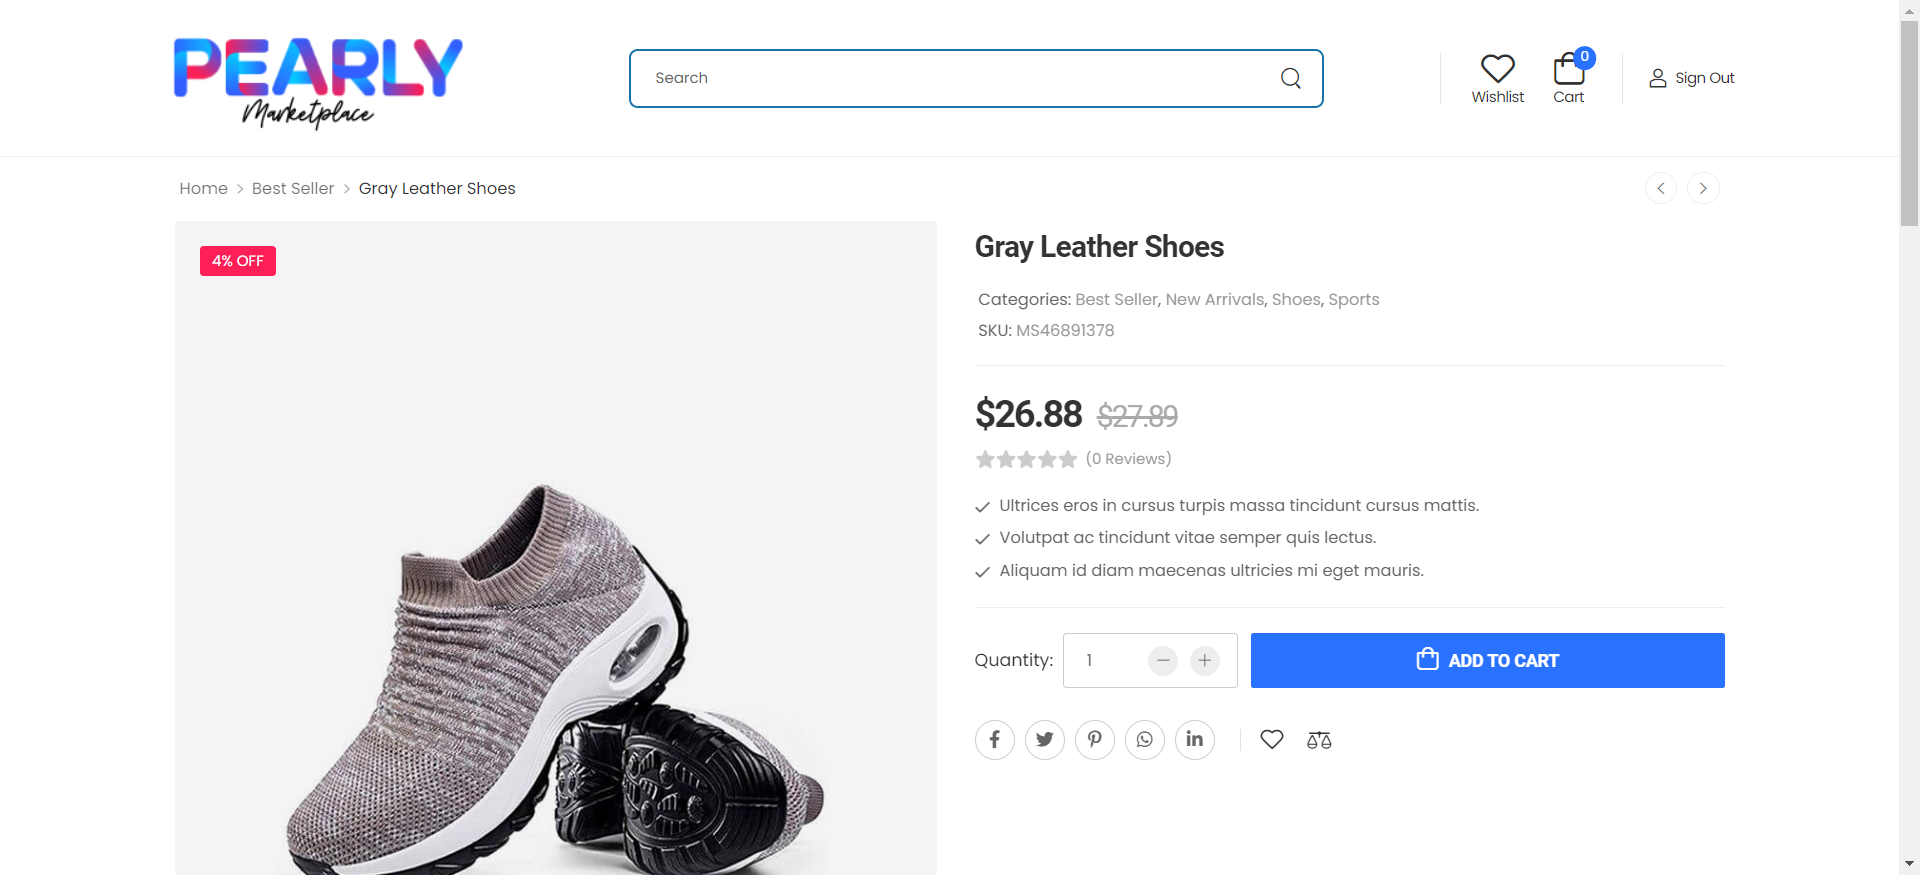 PEARLY
Marketplace
Search
Wishlist
0
Cart
Sign Out
Home > Best Seller > Gray Leather Shoes
4% OFF
Gray Leather Shoes
Categories: Best Seller, New Arrivals, Shoes, Sports
SKU: MS46891378
$26.88 $27.89
(0 Reviews)
Ultrices eros in cursus turpis massa tincidunt cursus mattis.
Volutpat ac tincidunt vitae semper quis lectus.
Aliquam id diam maecenas ultricies mi eget mauris.
Quantity: 1 − +
ADD TO CART